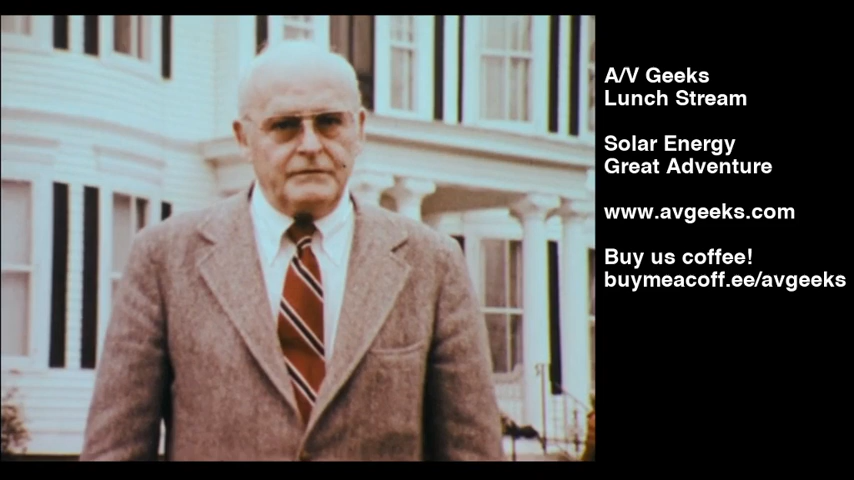 A/V Geeks
Lunch Stream
Solar Energy
Great Adventure
www.avgeeks.com
Buy us coffee!
buymeacoff.ee/avgeeks